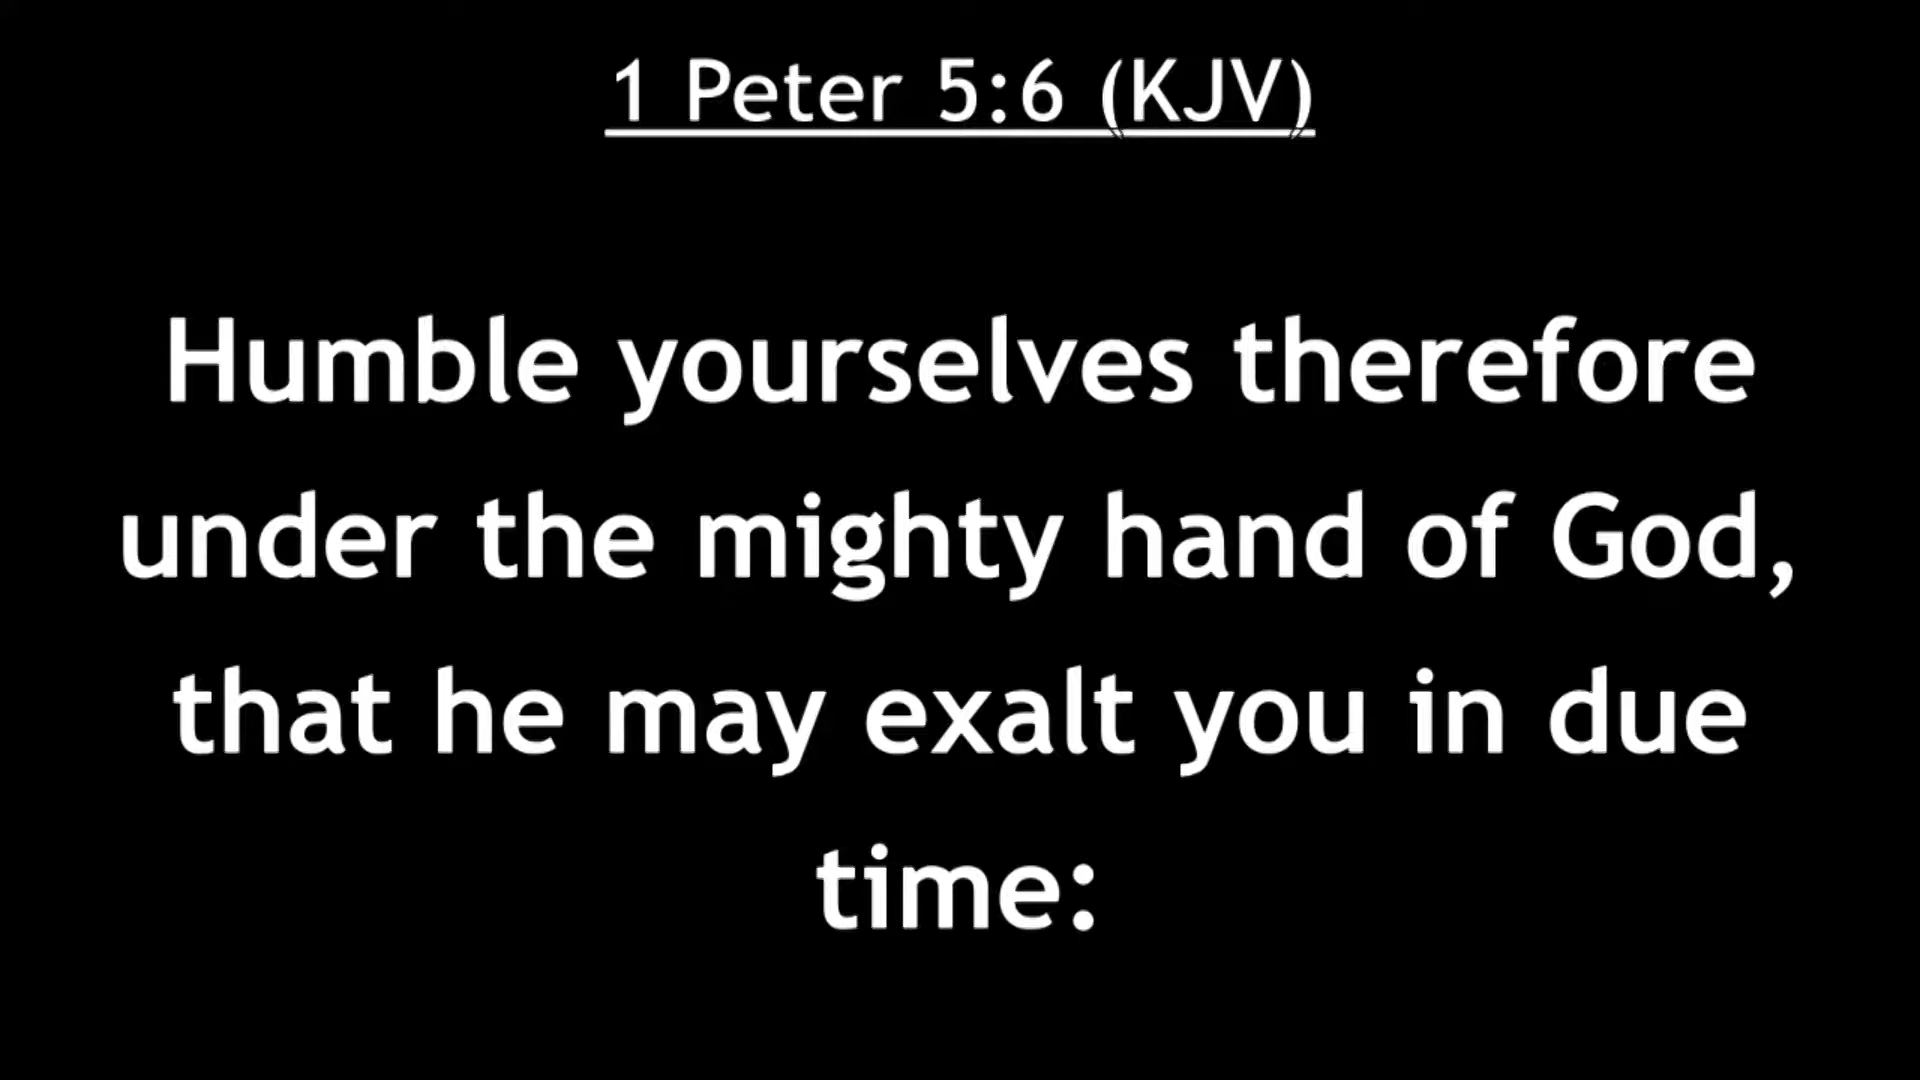 1 Peter 5:6 (KJV)
Humble yourselves therefore
under the mighty hand of God,
that he may exalt you in due
time: